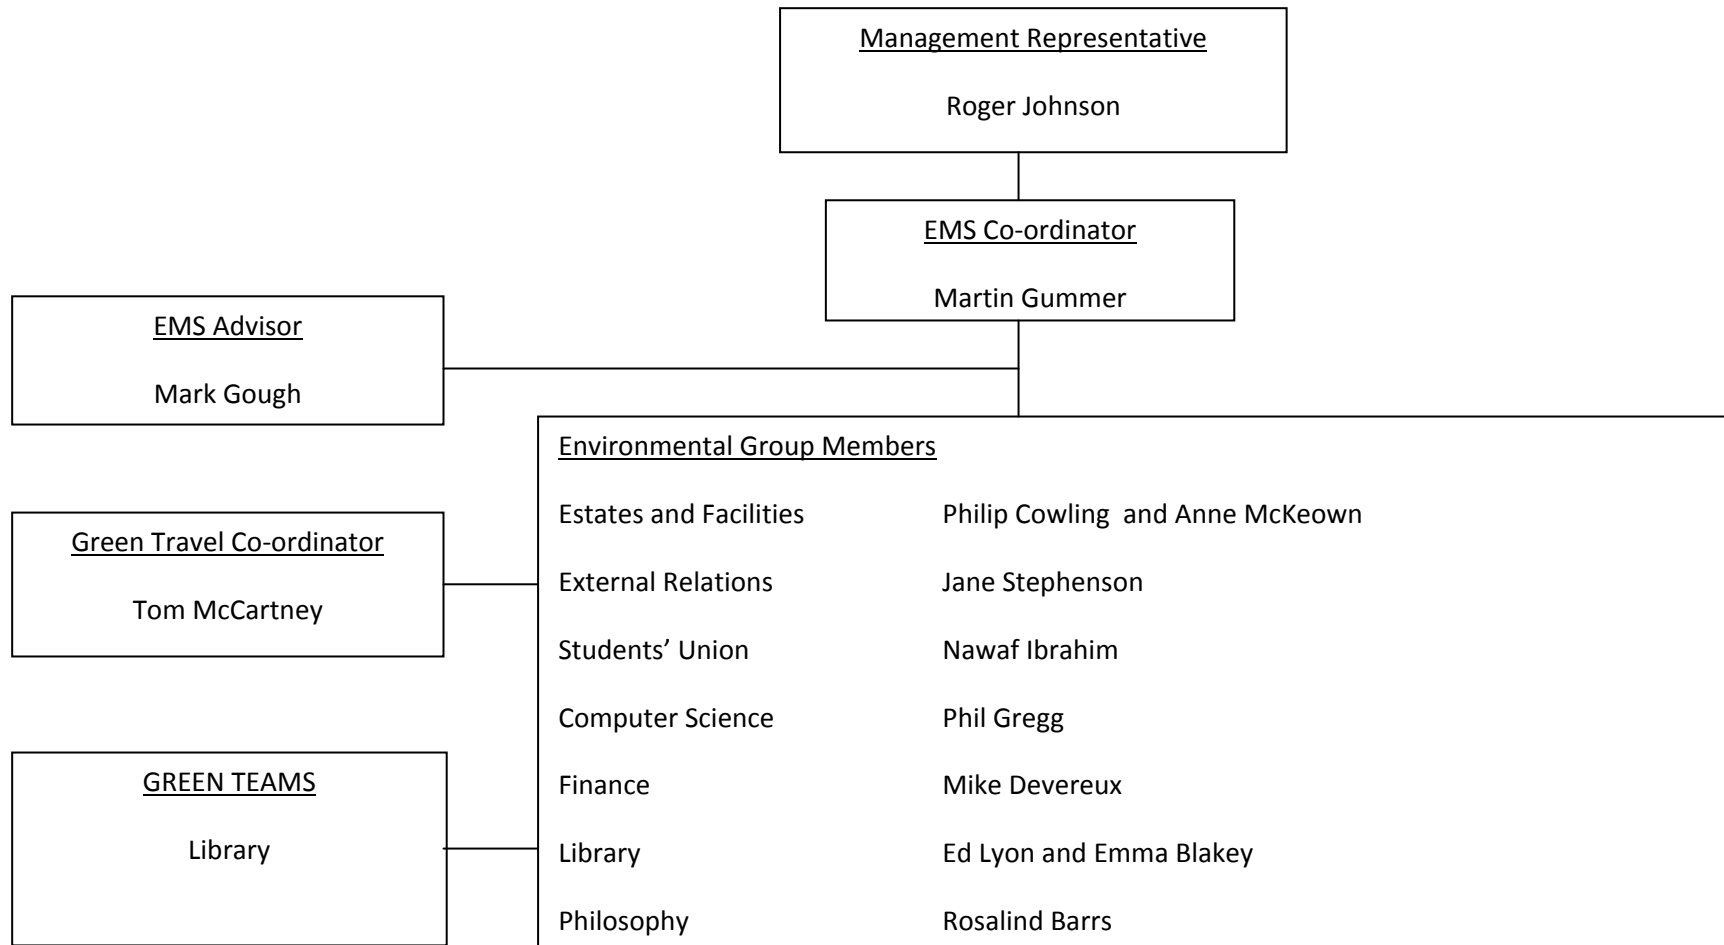 Management Representative
Roger Johnson
EMS Co-ordinator
Martin Gummer
EMS Advisor
Mark Gough
Green Travel Co-ordinator
Tom McCartney
GREEN TEAMS
Library
Environmental Group Members
Estates and Facilities Philip Cowling and Anne McKeown
External Relations Jane Stephenson
Students’ Union Nawaf Ibrahim
Computer Science Phil Gregg
Finance Mike Devereux
Library Ed Lyon and Emma Blakey
Philosophy Rosalind Barrs